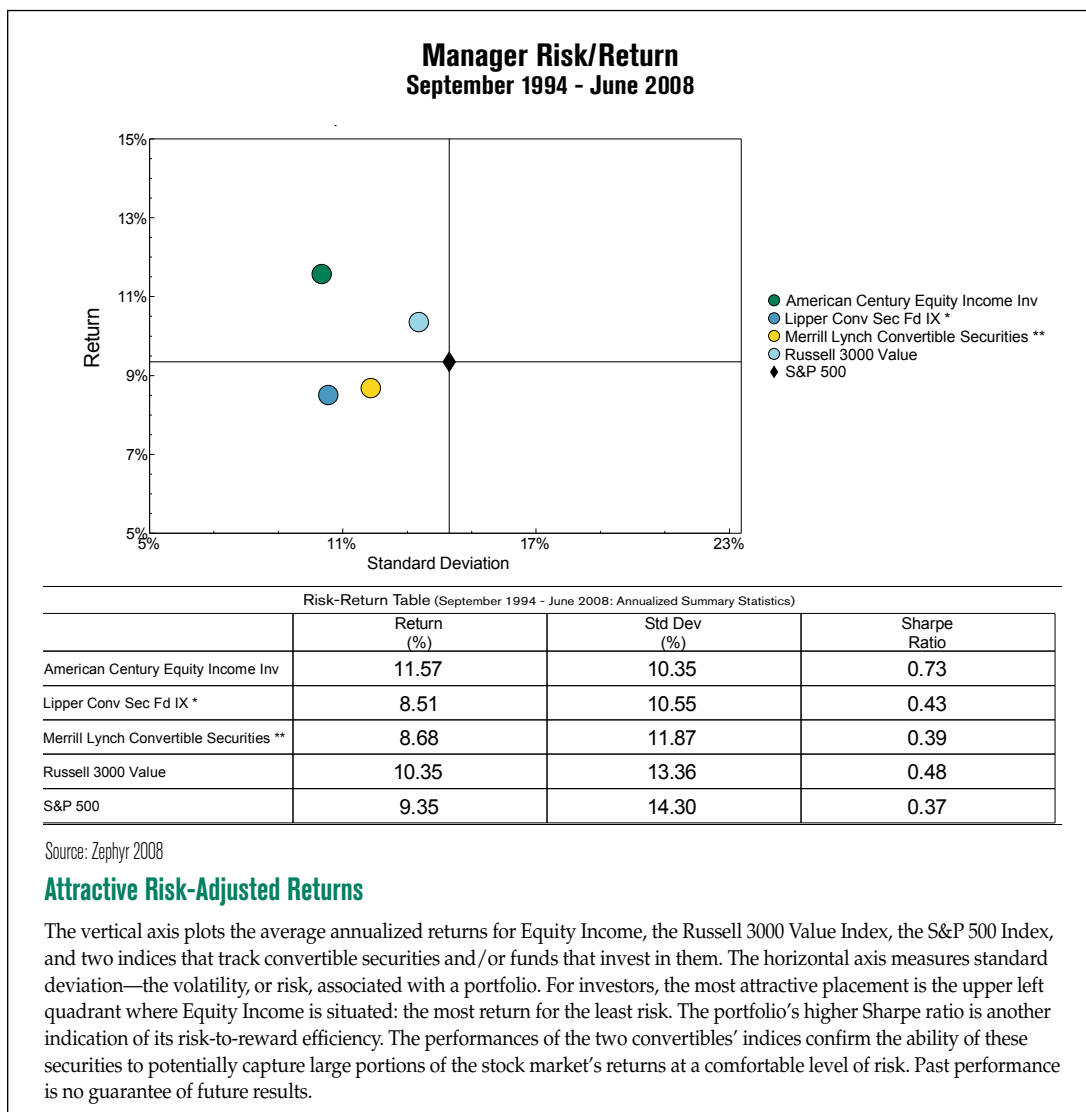 Manager Risk/Return
September 1994 - June 2008
15%
13%
11%
9%
7%
5%
Return
5%
11%
17%
23%
Standard Deviation
American Century Equity Income Inv
Lipper Conv Sec Fd IX *
Merrill Lynch Convertible Securities **
Russell 3000 Value
S&P 500
Risk-Return Table (September 1994 - June 2008: Annualized Summary Statistics)
Return (%) Std Dev (%) Sharpe Ratio
American Century Equity Income Inv 11.57 10.35 0.73
Lipper Conv Sec Fd IX * 8.51 10.55 0.43
Merrill Lynch Convertible Securities ** 8.68 11.87 0.39
Russell 3000 Value 10.35 13.36 0.48
S&P 500 9.35 14.30 0.37
Source: Zephyr 2008
Attractive Risk-Adjusted Returns
The vertical axis plots the average annualized returns for Equity Income, the Russell 3000 Value Index, the S&P 500 Index,
and two indices that track convertible securities and/or funds that invest in them. The horizontal axis measures standard
deviation—the volatility, or risk, associated with a portfolio. For investors, the most attractive placement is the upper left
quadrant where Equity Income is situated: the most return for the least risk. The portfolio's higher Sharpe ratio is another
indication of its risk-to-reward efficiency. The performances of the two convertibles' indices confirm the ability of these
securities to potentially capture large portions of the stock market's returns at a comfortable level of risk. Past performance
is no guarantee of future results.